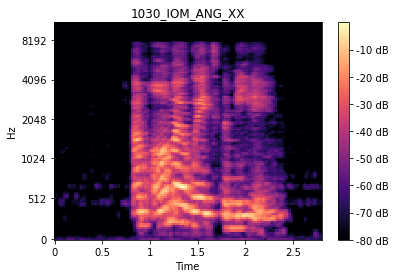 1030_IOM_ANG_XX
8192
4096
2048
1024
512
0
Hz
0 0.5 1 1.5 2 2.5
Time
-10 dB
-20 dB
-30 dB
-40 dB
-50 dB
-60 dB
-70 dB
-80 dB